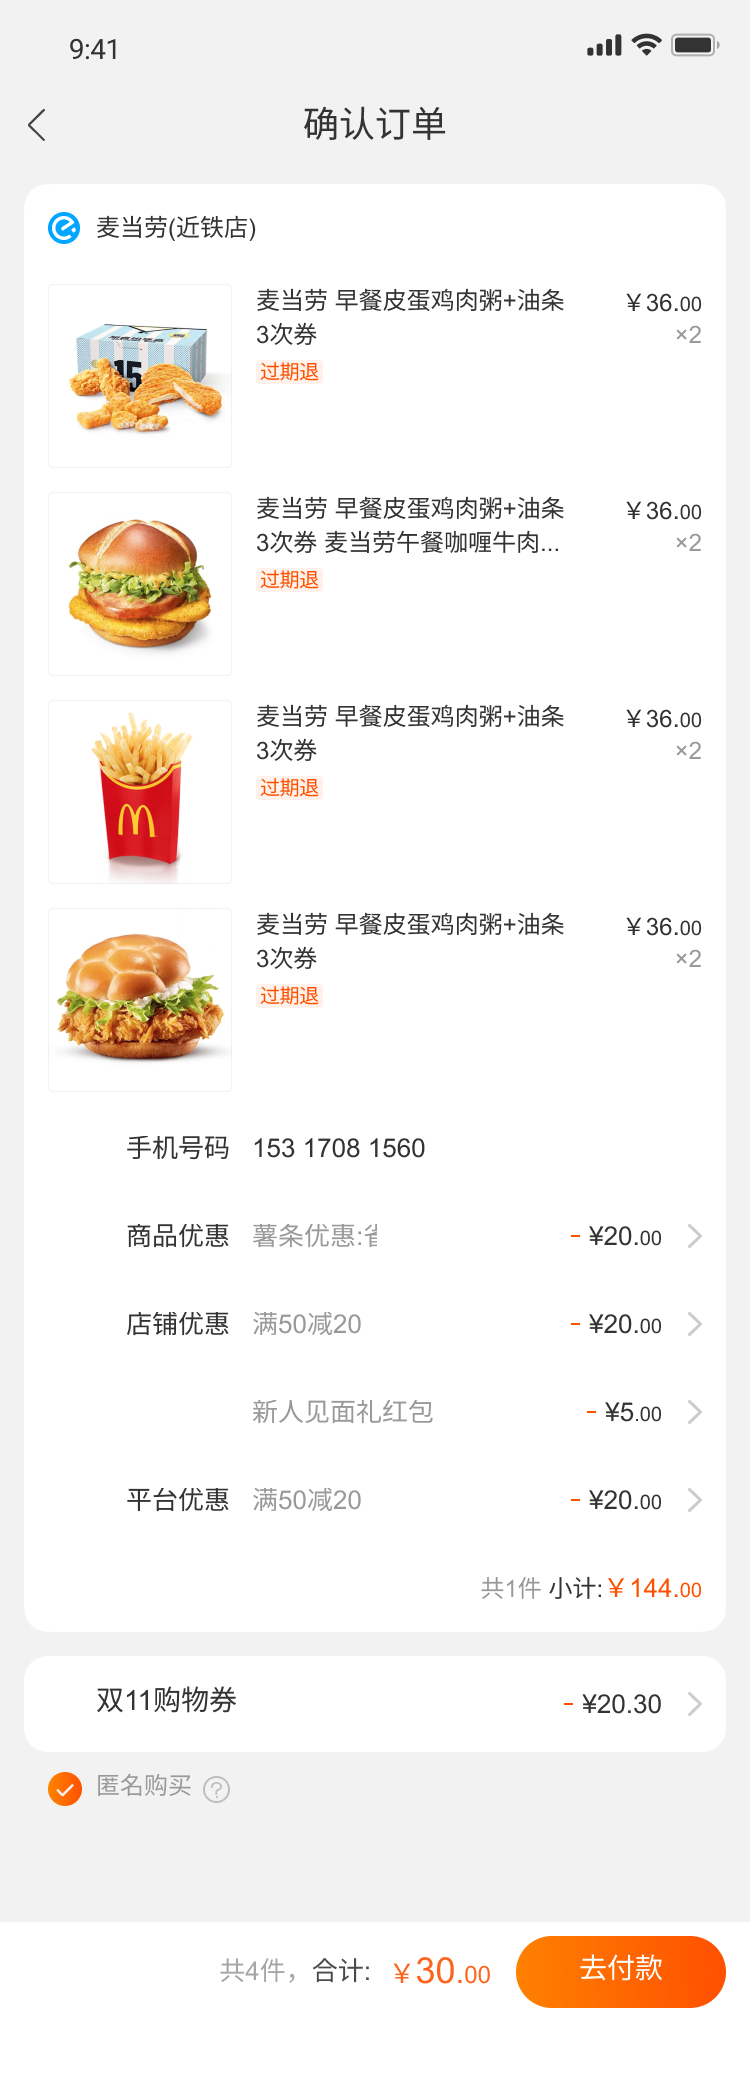 9:41
确认订单
麦当劳(近铁店)
麦当劳 早餐皮蛋鸡肉粥+油条 ￥36.00
3次券 ×2
过期退
15
麦当劳 早餐皮蛋鸡肉粥+油条 ￥36.00
3次券 麦当劳午餐咖喱牛肉... ×2
过期退
麦当劳 早餐皮蛋鸡肉粥+油条 ￥36.00
3次券 ×2
过期退
麦当劳 早餐皮蛋鸡肉粥+油条 ￥36.00
3次券 ×2
过期退
手机号码 153 1708 1560
商品优惠 薯条优惠: - ¥20.00
店铺优惠 满50减20 - ¥20.00
新人见面礼红包 - ¥5.00
平台优惠 满50减20 - ¥20.00
共1件 小计:￥144.00
双11购物券 - ¥20.30
匿名购买 ?
共4件，合计: ￥30.00 去付款